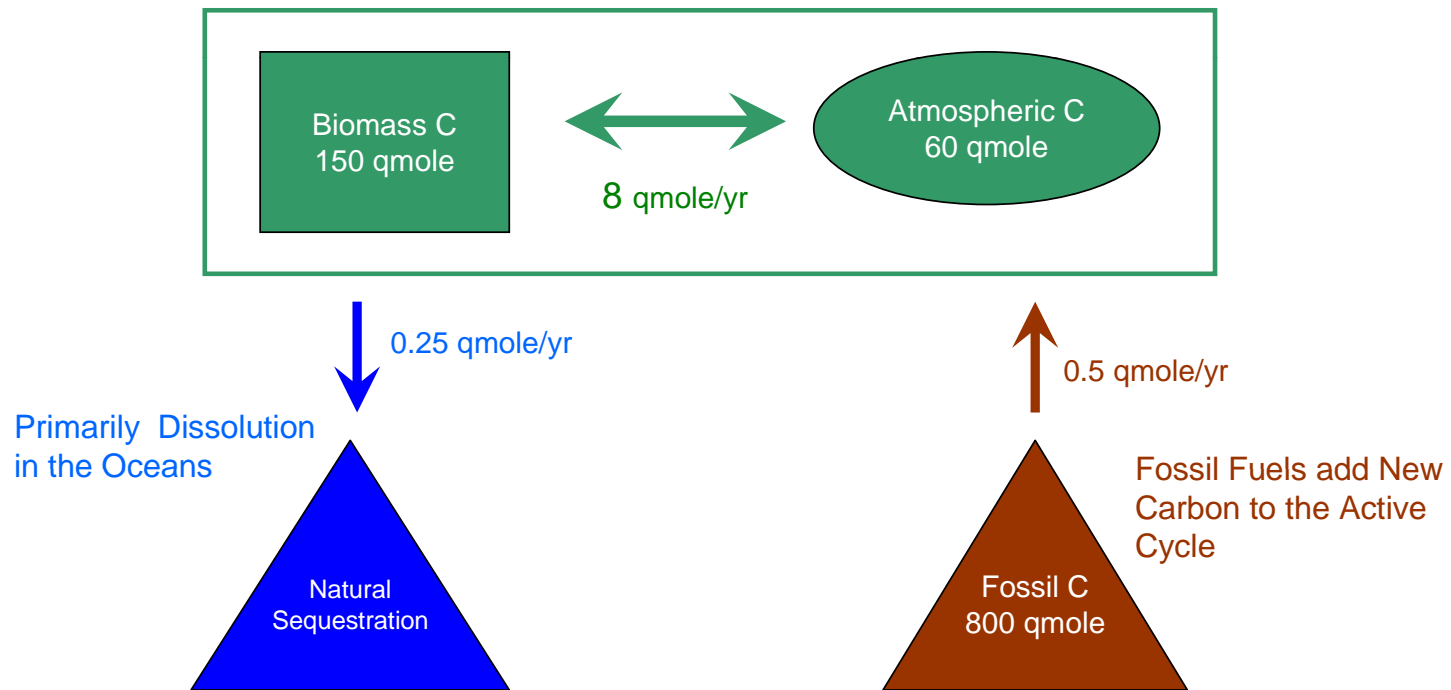 Biomass C
150 qmole
Atmospheric C
60 qmole
8 qmole/yr
0.25 qmole/yr
0.5 qmole/yr
Primarily Dissolution
in the Oceans
Fossil Fuels add New
Carbon to the Active
Cycle
Natural
Sequestration
Fossil C
800 qmole